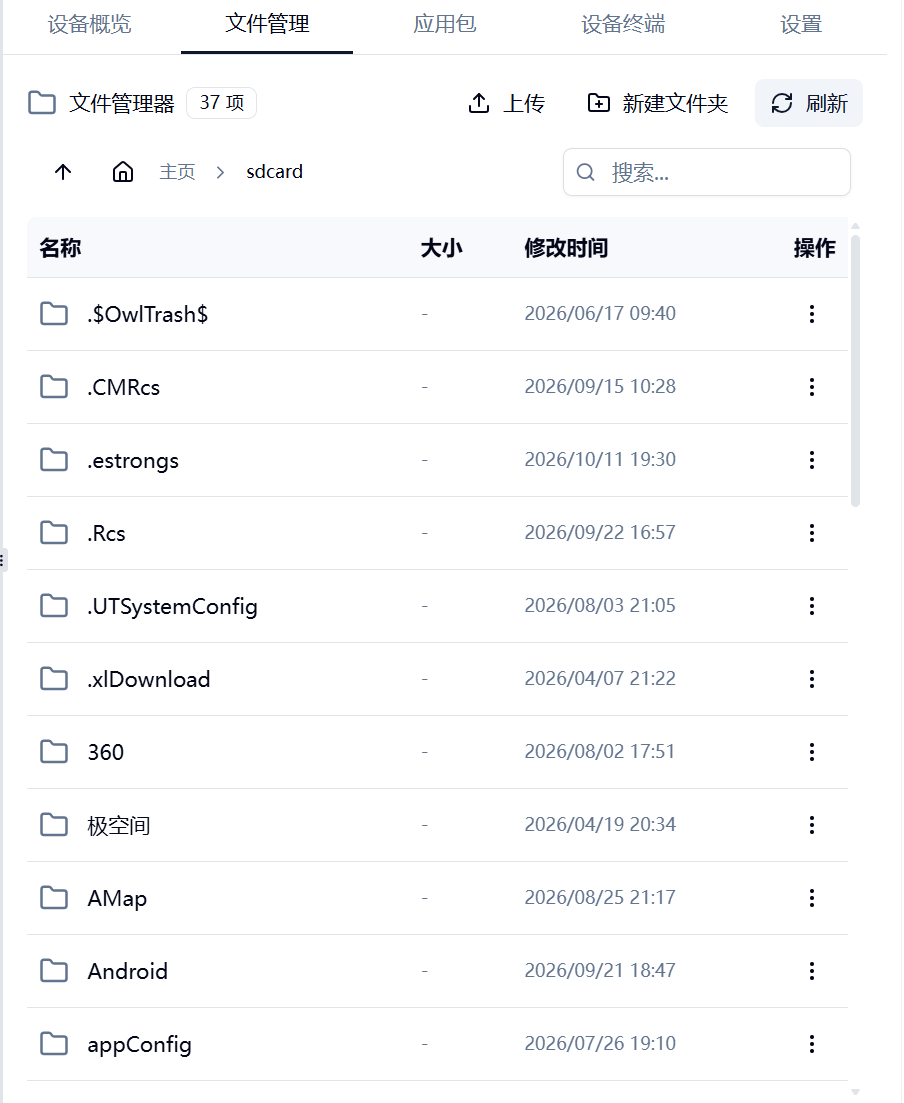 设备概览 文件管理 应用包 设备终端 设置
文件管理器 37 项 上传 新建文件夹 刷新
主页 > sdcard 搜索...
名称 大小 修改时间 操作
.$OwlTrash$ - 2026/06/17 09:40
.CMRcs - 2026/09/15 10:28
.estrongs - 2026/10/11 19:30
.Rcs - 2026/09/22 16:57
.UTSystemConfig - 2026/08/03 21:05
.xlDownload - 2026/04/07 21:22
360 - 2026/08/02 17:51
极空间 - 2026/04/19 20:34
AMap - 2026/08/25 21:17
Android - 2026/09/21 18:47
appConfig - 2026/07/26 19:10